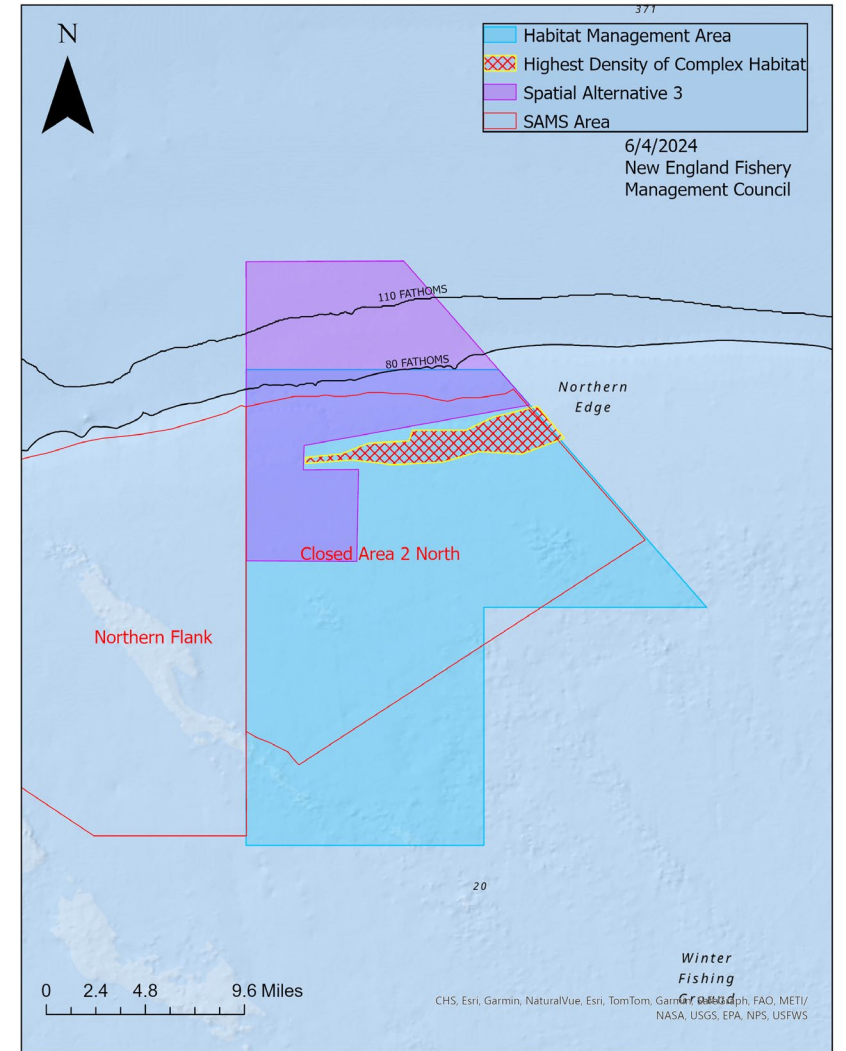 371
N
Habitat Management Area
Highest Density of Complex Habitat
Spatial Alternative 3
SAMS Area
6/4/2024
New England Fishery
Management Council
110 FATHOMS
80 FATHOMS
Northern
Edge
Closed Area 2 North
Northern Flank
20
Winter
Fishing
Ground
0 2.4 4.8 9.6 Miles
CHS, Esri, Garmin, NaturalVue, Esri, TomTom, Garmin, SafeGraph, FAO, METI/
NASA, USGS, EPA, NPS, USFWS